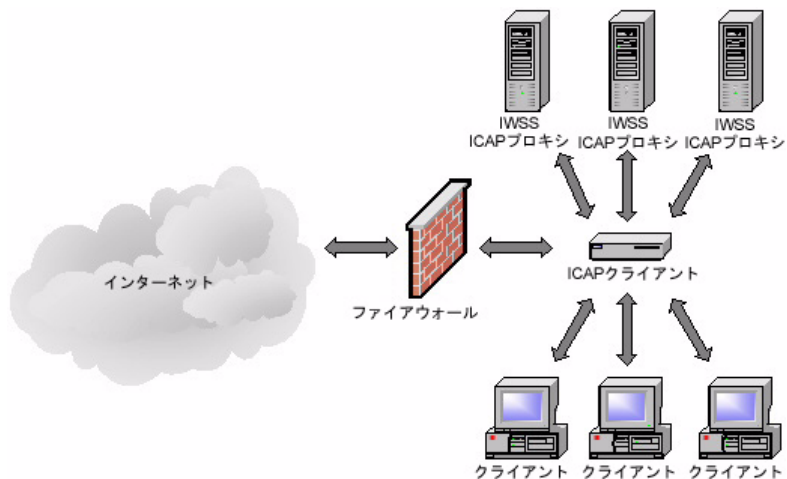 IWSS
ICAPプロキシ
IWSS
ICAPプロキシ
IWSS
ICAPプロキシ
インターネット
ファイアウォール
ICAPクライアント
クライアント
クライアント
クライアント